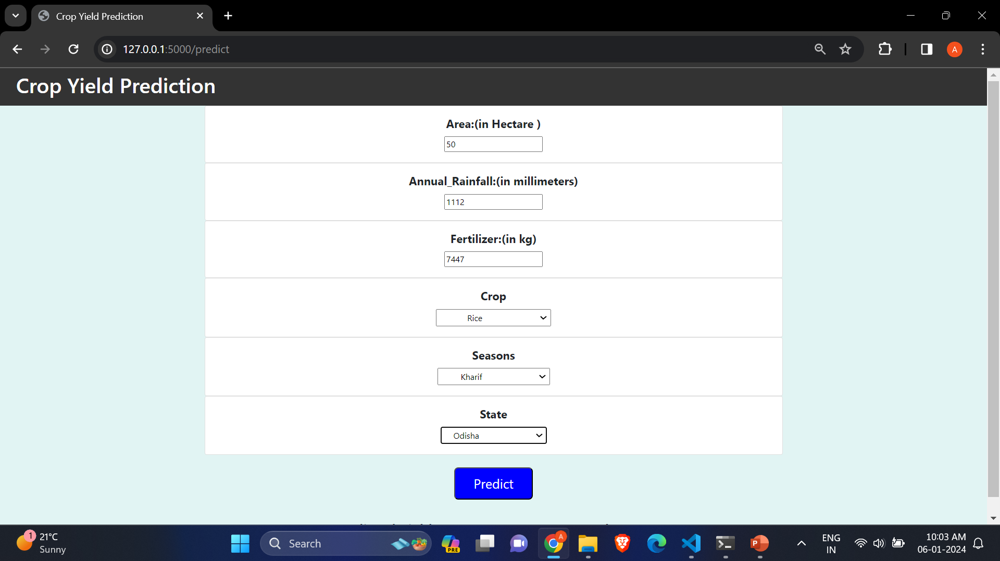 Crop Yield Prediction
127.0.0.1:5000/predict
A
Crop Yield Prediction
Area:(in Hectare )
50
Annual_Rainfall:(in millimeters)
1112
Fertilizer:(in kg)
7447
Crop
Rice
Seasons
Kharif
State
Odisha
Predict
1
21°C
Sunny
Search
PRE
A
P
ENG
IN
10:03 AM
06-01-2024